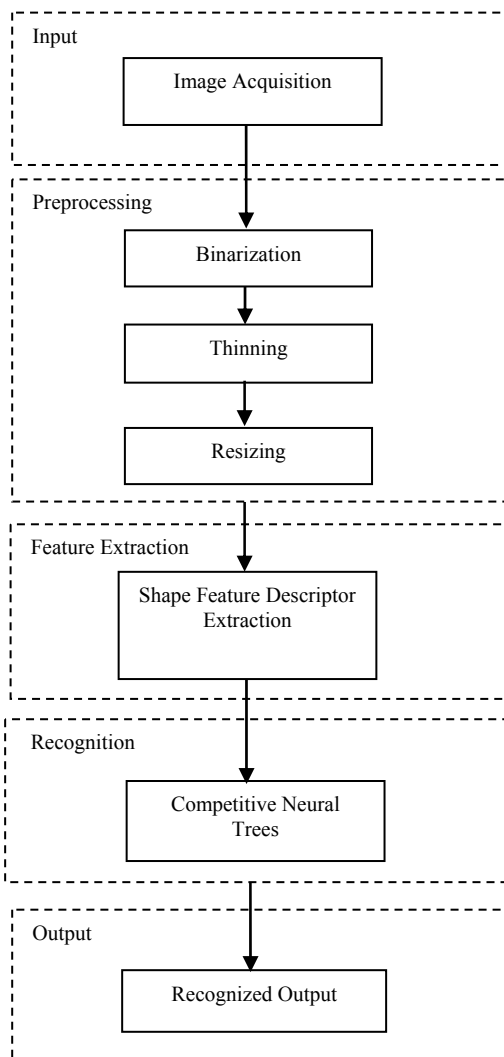 Input
Image Acquisition
Preprocessing
Binarization
Thinning
Resizing
Feature Extraction
Shape Feature Descriptor
Extraction
Recognition
Competitive Neural
Trees
Output
Recognized Output